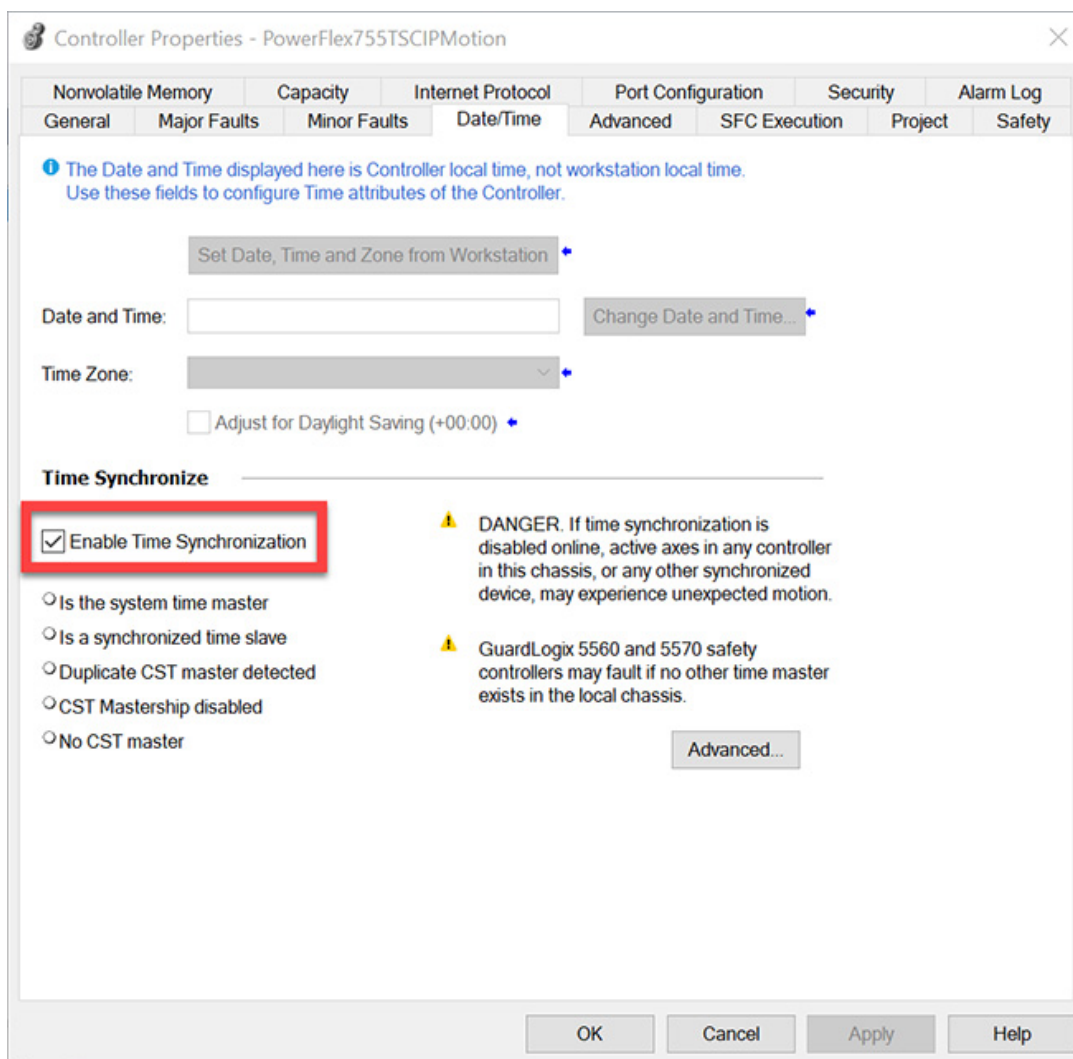 Controller Properties - PowerFlex755TSCIPMotion
Nonvolatile Memory Capacity Internet Protocol Port Configuration Security Alarm Log
General Major Faults Minor Faults Date/Time Advanced SFC Execution Project Safety
The Date and Time displayed here is Controller local time, not workstation local time.
Use these fields to configure Time attributes of the Controller.
Set Date, Time and Zone from Workstation
Date and Time:
Change Date and Time...
Time Zone:
Adjust for Daylight Saving (+00:00)
Time Synchronize
Enable Time Synchronization
Is the system time master
Is a synchronized time slave
Duplicate CST master detected
CST Mastership disabled
No CST master
DANGER. If time synchronization is
disabled online, active axes in any controller
in this chassis, or any other synchronized
device, may experience unexpected motion.
GuardLogix 5560 and 5570 safety
controllers may fault if no other time master
exists in the local chassis.
Advanced...
OK Cancel Apply Help